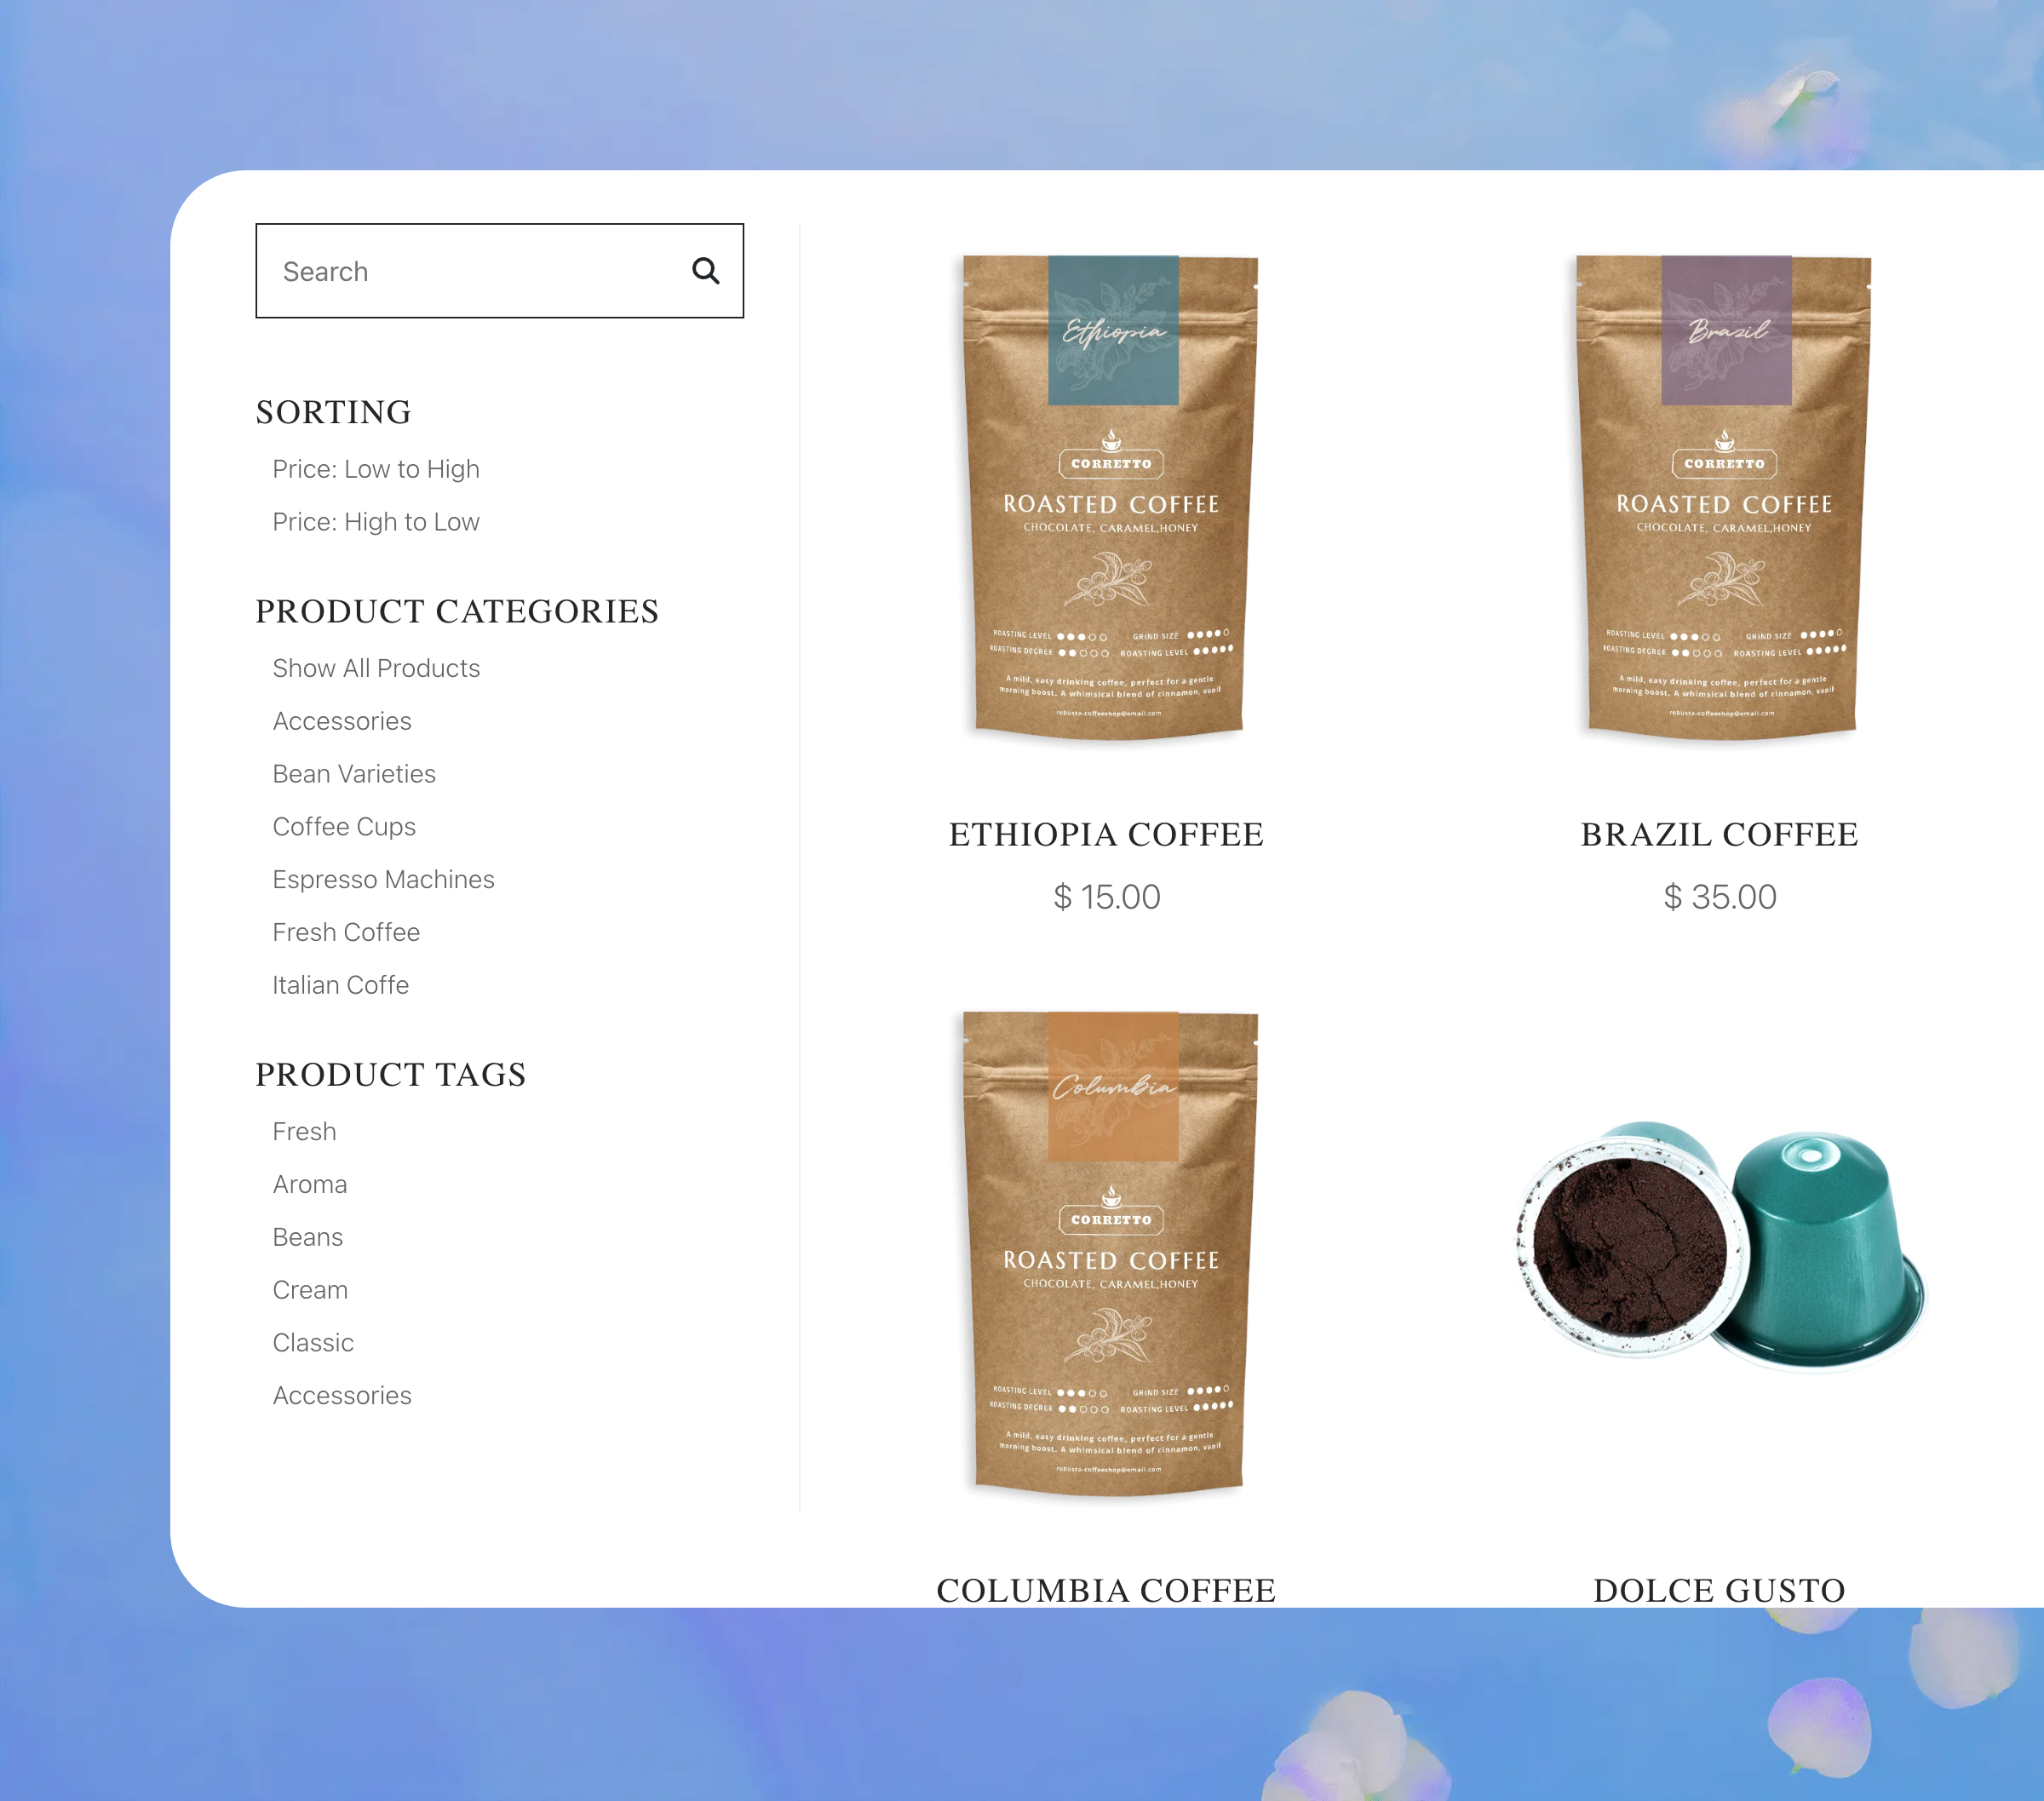 Search
SORTING
Price: Low to High
Price: High to Low
PRODUCT CATEGORIES
Show All Products
Accessories
Bean Varieties
Coffee Cups
Espresso Machines
Fresh Coffee
Italian Coffe
PRODUCT TAGS
Fresh
Aroma
Beans
Cream
Classic
Accessories
Ethiopia
CORRETTO
ROASTED COFFEE
CHOCOLATE, CARAMEL,HONEY
ROASTING LEVEL GRIND SIZE
ROASTING DEGREE ROASTING LEVEL
A mild, easy drinking coffee, perfect for a gentle
morning boost. A whimsical blend of cinnamon, vanil
robusta-coffeeshop@email.com
ETHIOPIA COFFEE
$ 15.00
Brazil
CORRETTO
ROASTED COFFEE
CHOCOLATE, CARAMEL,HONEY
ROASTING LEVEL GRIND SIZE
ROASTING DEGREE ROASTING LEVEL
A mild, easy drinking coffee, perfect for a gentle
morning boost. A whimsical blend of cinnamon, vanil
robusta-coffeeshop@email.com
BRAZIL COFFEE
$ 35.00
Columbia
CORRETTO
ROASTED COFFEE
CHOCOLATE, CARAMEL,HONEY
ROASTING LEVEL GRIND SIZE
ROASTING DEGREE ROASTING LEVEL
A mild, easy drinking coffee, perfect for a gentle
morning boost. A whimsical blend of cinnamon, vanil
robusta-coffeeshop@email.com
COLUMBIA COFFEE
DOLCE GUSTO